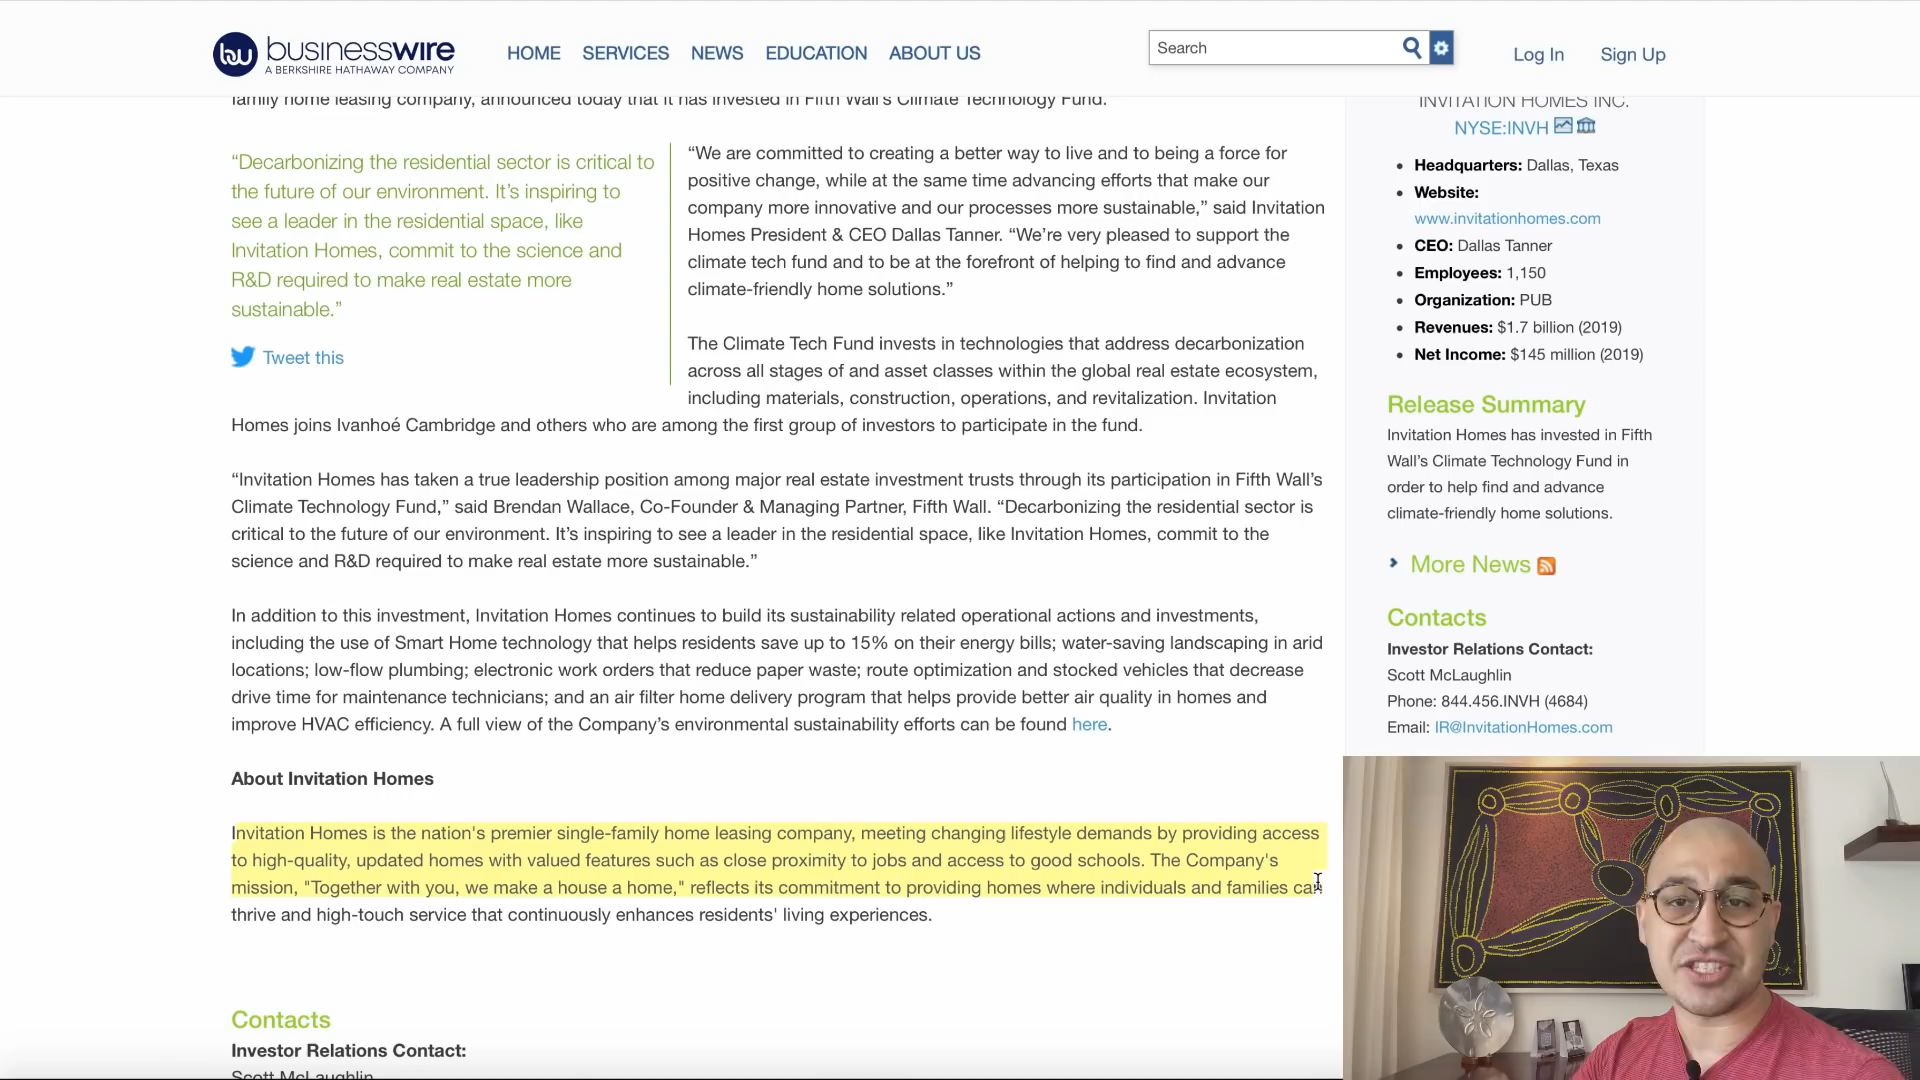 businesswire
A BERKSHIRE HATHAWAY COMPANY
HOME SERVICES NEWS EDUCATION ABOUT US
Search
Log In Sign Up
family home leasing company, announced today that it has invested in Fifth Wall's Climate Technology Fund.
“Decarbonizing the residential sector is critical to
the future of our environment. It’s inspiring to
see a leader in the residential space, like
Invitation Homes, commit to the science and
R&D required to make real estate more
sustainable.”
Tweet this
“We are committed to creating a better way to live and to being a force for
positive change, while at the same time advancing efforts that make our
company more innovative and our processes more sustainable,” said Invitation
Homes President & CEO Dallas Tanner. “We’re very pleased to support the
climate tech fund and to be at the forefront of helping to find and advance
climate-friendly home solutions.”
The Climate Tech Fund invests in technologies that address decarbonization
across all stages of and asset classes within the global real estate ecosystem,
including materials, construction, operations, and revitalization. Invitation
Homes joins Ivanhoé Cambridge and others who are among the first group of investors to participate in the fund.
“Invitation Homes has taken a true leadership position among major real estate investment trusts through its participation in Fifth Wall’s
Climate Technology Fund,” said Brendan Wallace, Co-Founder & Managing Partner, Fifth Wall. “Decarbonizing the residential sector is
critical to the future of our environment. It’s inspiring to see a leader in the residential space, like Invitation Homes, commit to the
science and R&D required to make real estate more sustainable.”
In addition to this investment, Invitation Homes continues to build its sustainability related operational actions and investments,
including the use of Smart Home technology that helps residents save up to 15% on their energy bills; water-saving landscaping in arid
locations; low-flow plumbing; electronic work orders that reduce paper waste; route optimization and stocked vehicles that decrease
drive time for maintenance technicians; and an air filter home delivery program that helps provide better air quality in homes and
improve HVAC efficiency. A full view of the Company’s environmental sustainability efforts can be found here.
About Invitation Homes
Invitation Homes is the nation's premier single-family home leasing company, meeting changing lifestyle demands by providing access
to high-quality, updated homes with valued features such as close proximity to jobs and access to good schools. The Company's
mission, "Together with you, we make a house a home," reflects its commitment to providing homes where individuals and families can
thrive and high-touch service that continuously enhances residents' living experiences.
Contacts
Investor Relations Contact:
Scott McLaughlin
INVITATION HOMES INC.
NYSE:INVH
Headquarters: Dallas, Texas
Website:
www.invitationhomes.com
CEO: Dallas Tanner
Employees: 1,150
Organization: PUB
Revenues: $1.7 billion (2019)
Net Income: $145 million (2019)
Release Summary
Invitation Homes has invested in Fifth
Wall’s Climate Technology Fund in
order to help find and advance
climate-friendly home solutions.
More News
Contacts
Investor Relations Contact:
Scott McLaughlin
Phone: 844.456.INVH (4684)
Email: IR@InvitationHomes.com